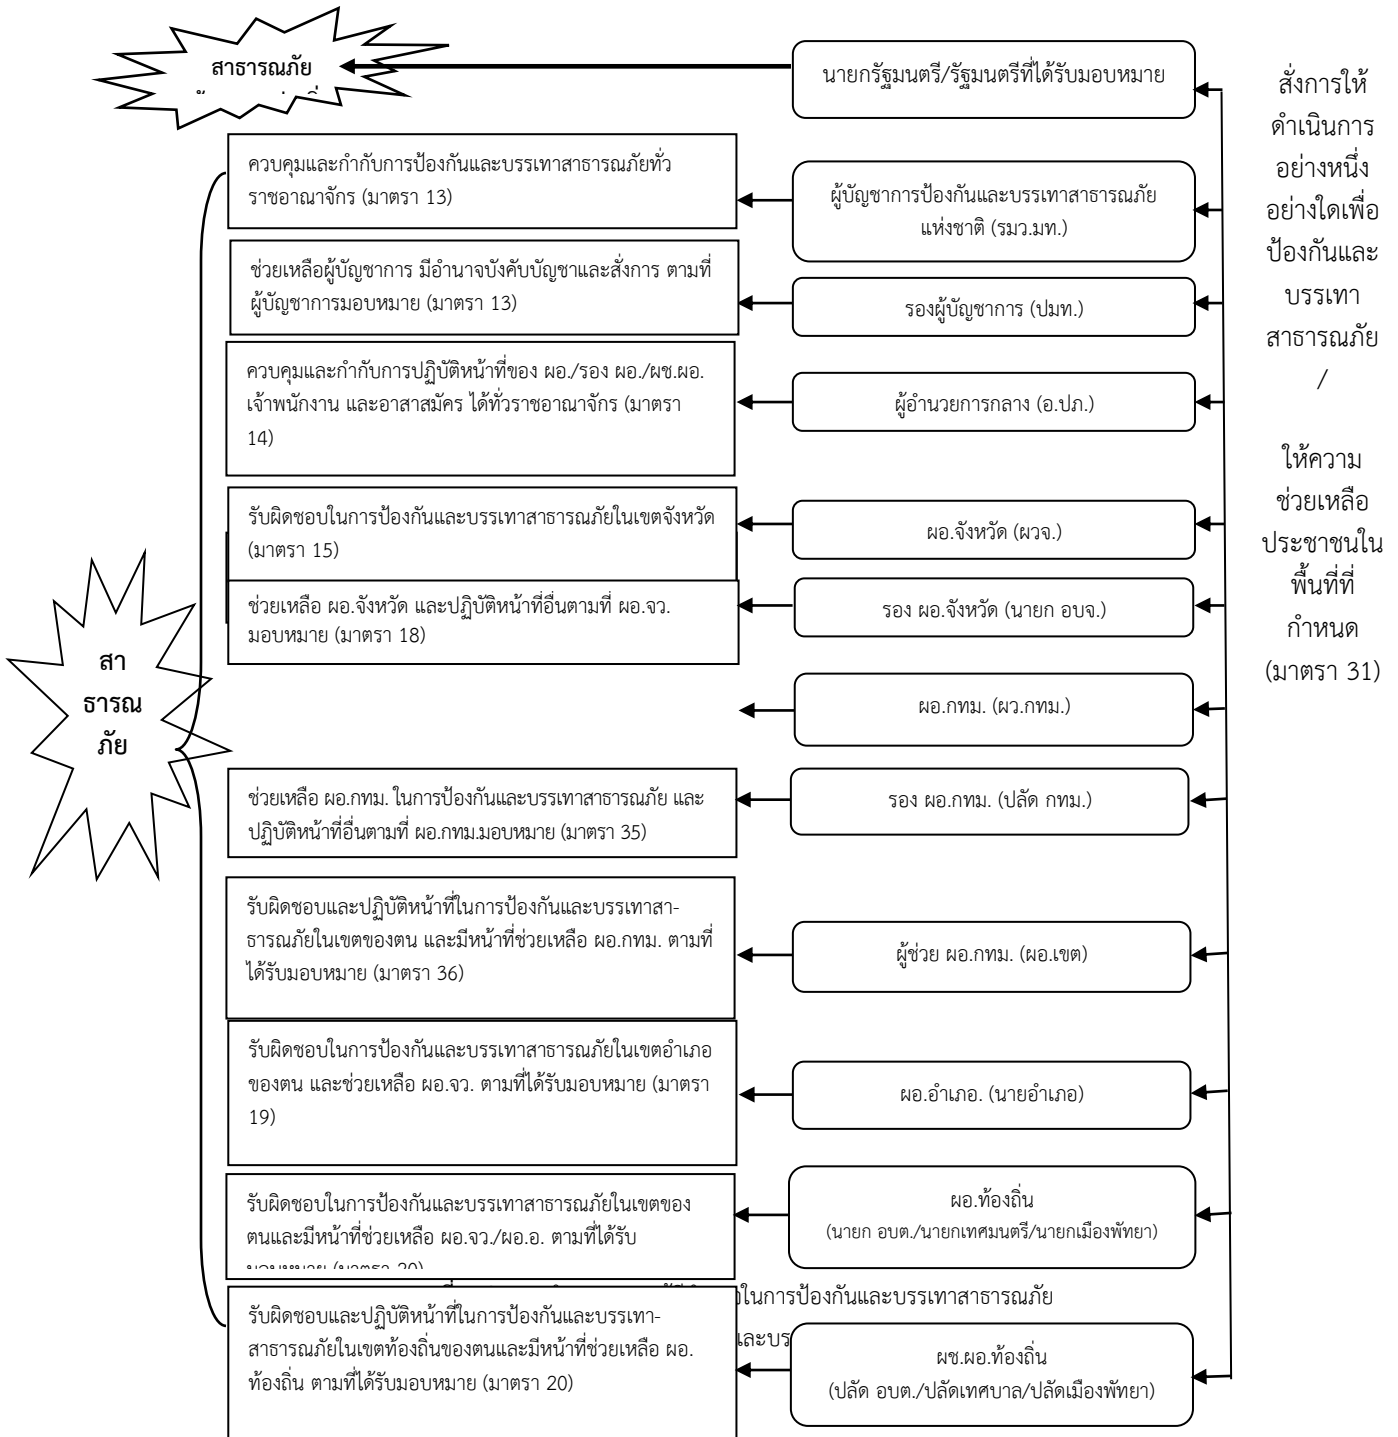 สาธารณภัย
นายกรัฐมนตรี/รัฐมนตรีที่ได้รับมอบหมาย
ควบคุมและกำกับการป้องกันและบรรเทาสาธารณภัยทั่ว
ราชอาณาจักร (มาตรา 13)
ผู้บัญชาการป้องกันและบรรเทาสาธารณภัย
แห่งชาติ (รมว.มท.)
ช่วยเหลือผู้บัญชาการ มีอำนาจบังคับบัญชาและสั่งการ ตามที่
ผู้บัญชาการมอบหมาย (มาตรา 13)
รองผู้บัญชาการ (ปมท.)
ควบคุมและกำกับการปฏิบัติหน้าที่ของ ผอ./รอง ผอ./ผช.ผอ.
เจ้าพนักงาน และอาสาสมัคร ได้ทั่วราชอาณาจักร (มาตรา
14)
ผู้อำนวยการกลาง (อ.ปภ.)
รับผิดชอบในการป้องกันและบรรเทาสาธารณภัยในเขตจังหวัด
(มาตรา 15)
ผอ.จังหวัด (ผวจ.)
ช่วยเหลือ ผอ.จังหวัด และปฏิบัติหน้าที่อื่นตามที่ ผอ.จว.
มอบหมาย (มาตรา 18)
รอง ผอ.จังหวัด (นายก อบจ.)
ผอ.กทม. (ผว.กทม.)
ช่วยเหลือ ผอ.กทม. ในการป้องกันและบรรเทาสาธารณภัย และ
ปฏิบัติหน้าที่อื่นตามที่ ผอ.กทม.มอบหมาย (มาตรา 35)
รอง ผอ.กทม. (ปลัด กทม.)
รับผิดชอบและปฏิบัติหน้าที่ในการป้องกันและบรรเทาสา-
ธารณภัยในเขตของตน และมีหน้าที่ช่วยเหลือ ผอ.กทม. ตามที่
ได้รับมอบหมาย (มาตรา 36)
ผู้ช่วย ผอ.กทม. (ผอ.เขต)
รับผิดชอบในการป้องกันและบรรเทาสาธารณภัยในเขตอำเภอ
ของตน และช่วยเหลือ ผอ.จว. ตามที่ได้รับมอบหมาย (มาตรา
19)
ผอ.อำเภอ. (นายอำเภอ)
รับผิดชอบในการป้องกันและบรรเทาสาธารณภัยในเขตของ
ตนและมีหน้าที่ช่วยเหลือ ผอ.จว./ผอ.อ. ตามที่ได้รับ
มอบหมาย (มาตรา 20)
ผอ.ท้องถิ่น
(นายก อบต./นายกเทศมนตรี/นายกเมืองพัทยา)
ในการป้องกันและบรรเทาสาธารณภัย
และบร
รับผิดชอบและปฏิบัติหน้าที่ในการป้องกันและบรรเทา-
สาธารณภัยในเขตท้องถิ่นของตนและมีหน้าที่ช่วยเหลือ ผอ.
ท้องถิ่น ตามที่ได้รับมอบหมาย (มาตรา 20)
ผช.ผอ.ท้องถิ่น
(ปลัด อบต./ปลัดเทศบาล/ปลัดเมืองพัทยา)
สา
ธารณ
ภัย
สั่งการให้
ดำเนินการ
อย่างหนึ่ง
อย่างใดเพื่อ
ป้องกันและ
บรรเทา
สาธารณภัย
/
ให้ความ
ช่วยเหลือ
ประชาชนใน
พื้นที่ที่
กำหนด
(มาตรา 31)